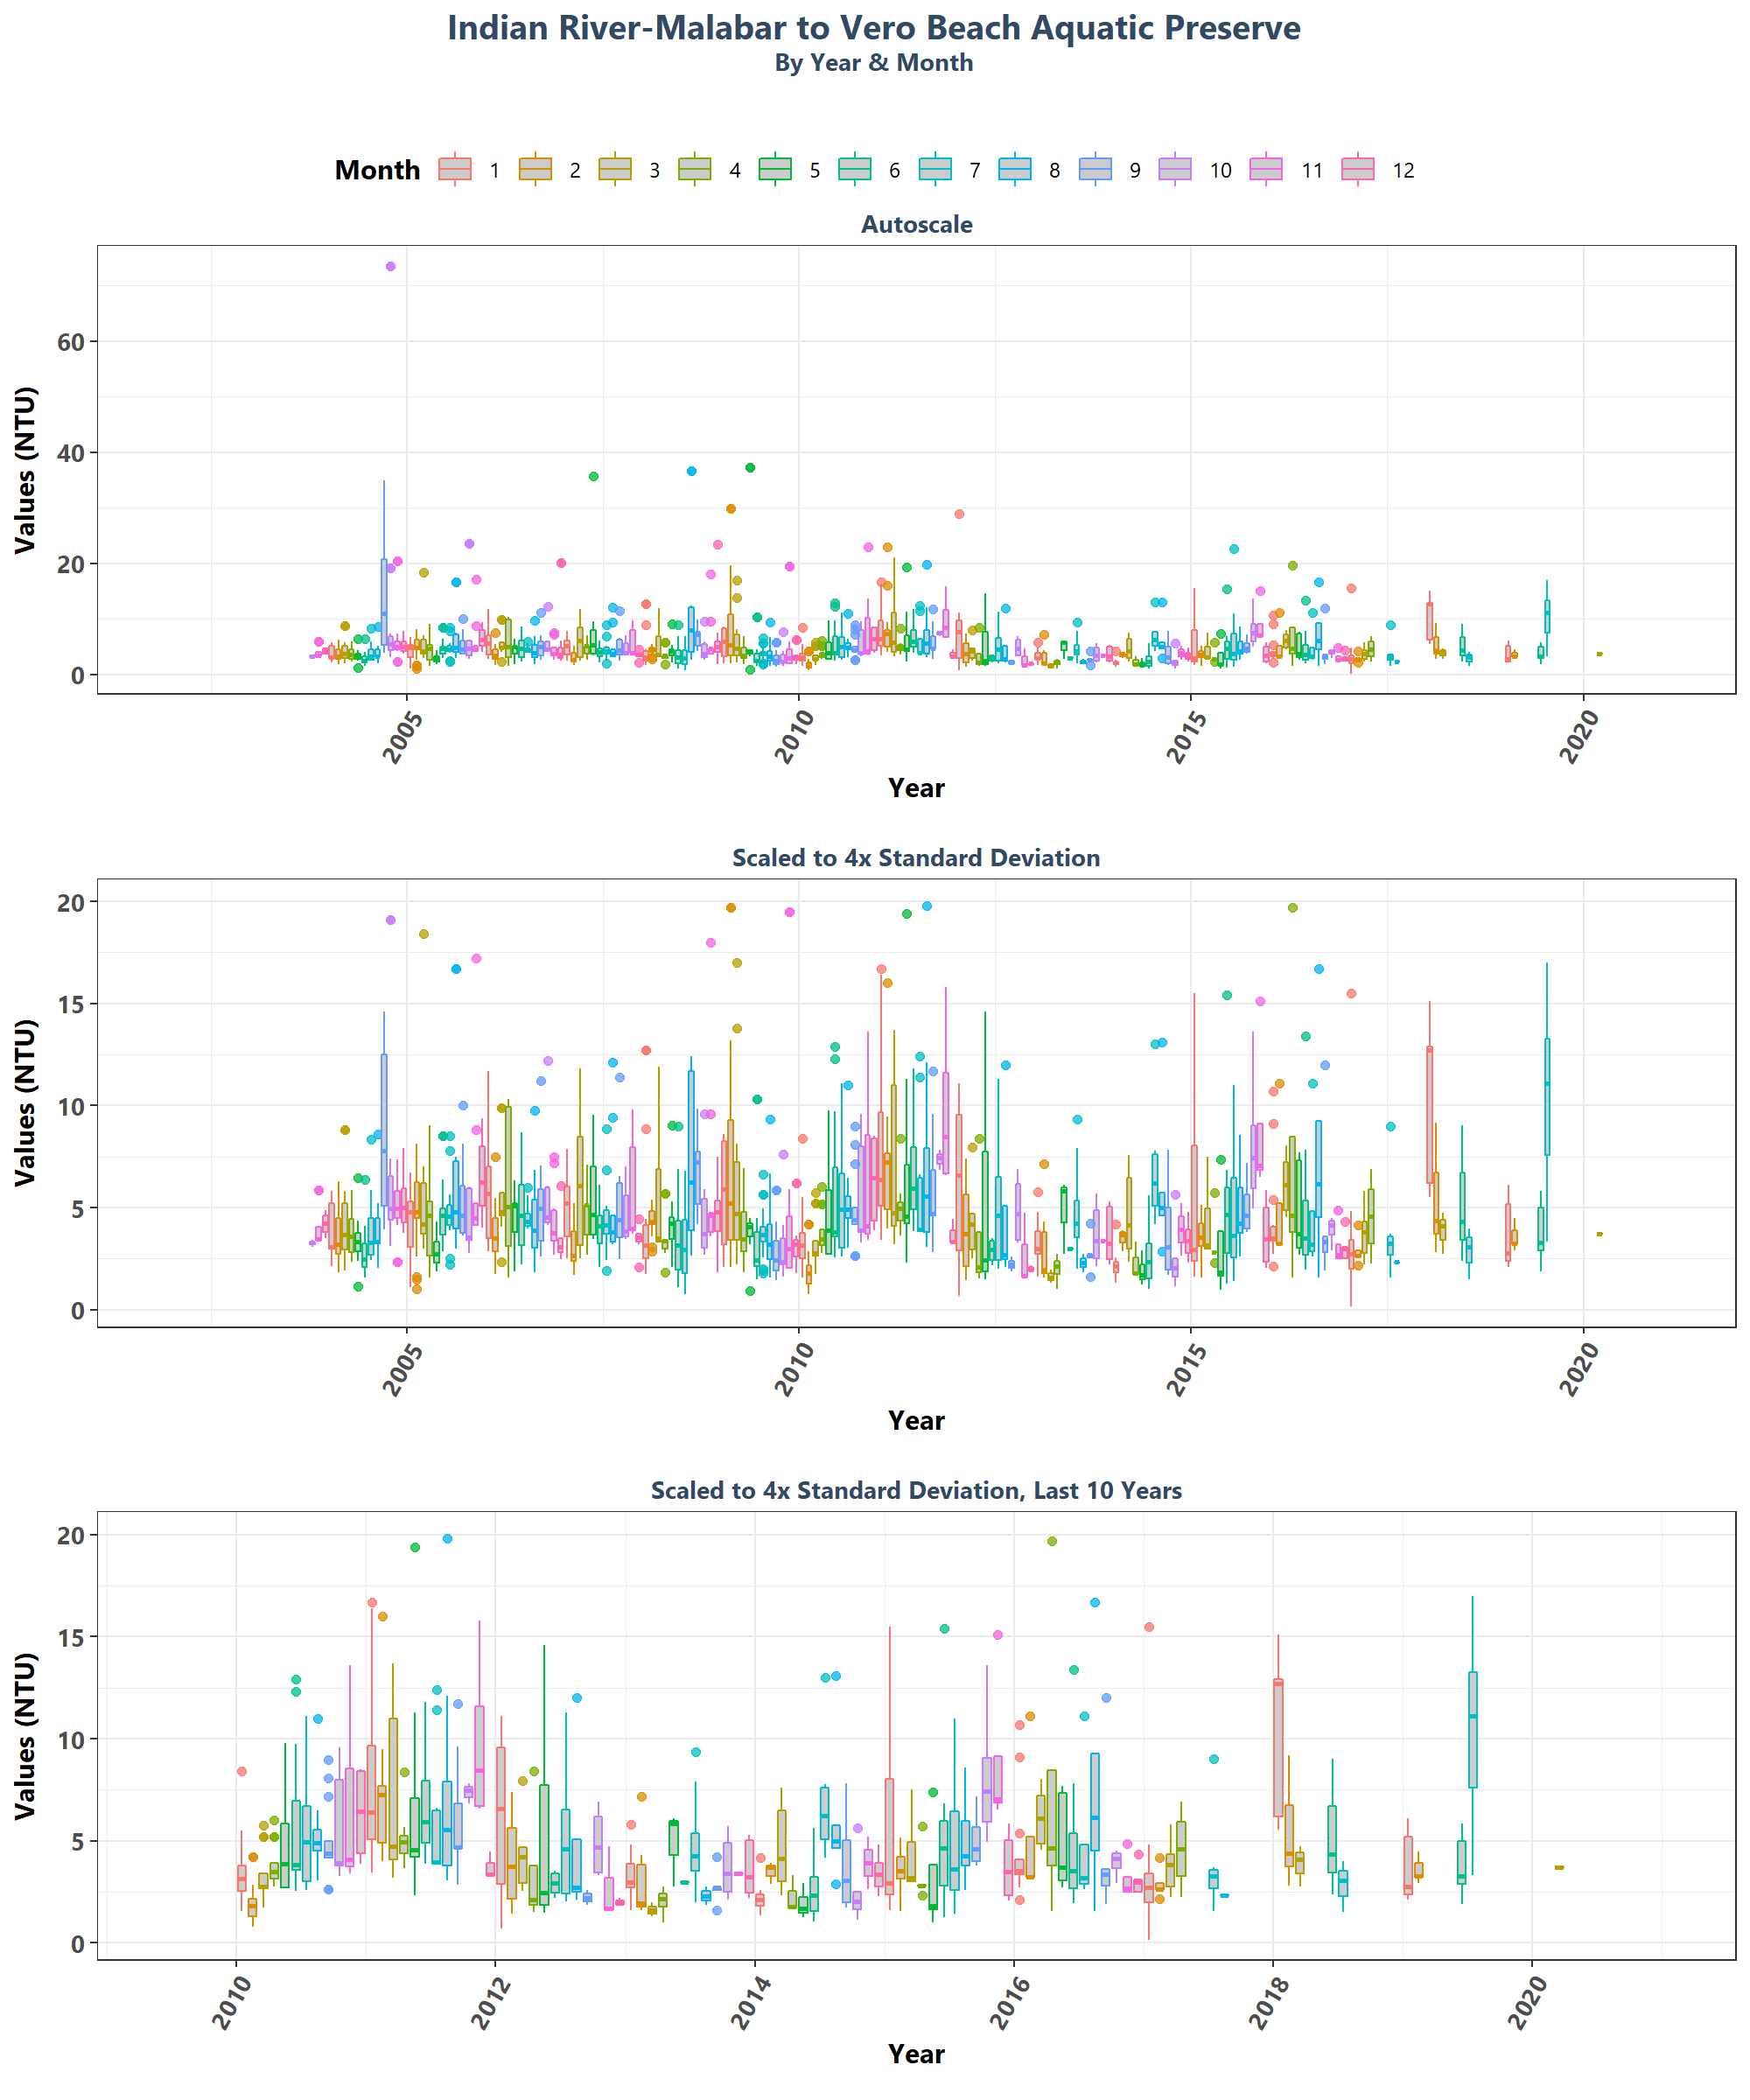 Indian River-Malabar to Vero Beach Aquatic Preserve
By Year & Month
Month 1 2 3 4 5 6 7 8 9 10 11 12
Autoscale
Values (NTU)
60
40
20
0
2005 2010 2015 2020
Year
Scaled to 4x Standard Deviation
Values (NTU)
20
15
10
5
0
2005 2010 2015 2020
Year
Scaled to 4x Standard Deviation, Last 10 Years
Values (NTU)
20
15
10
5
0
2010 2012 2014 2016 2018 2020
Year